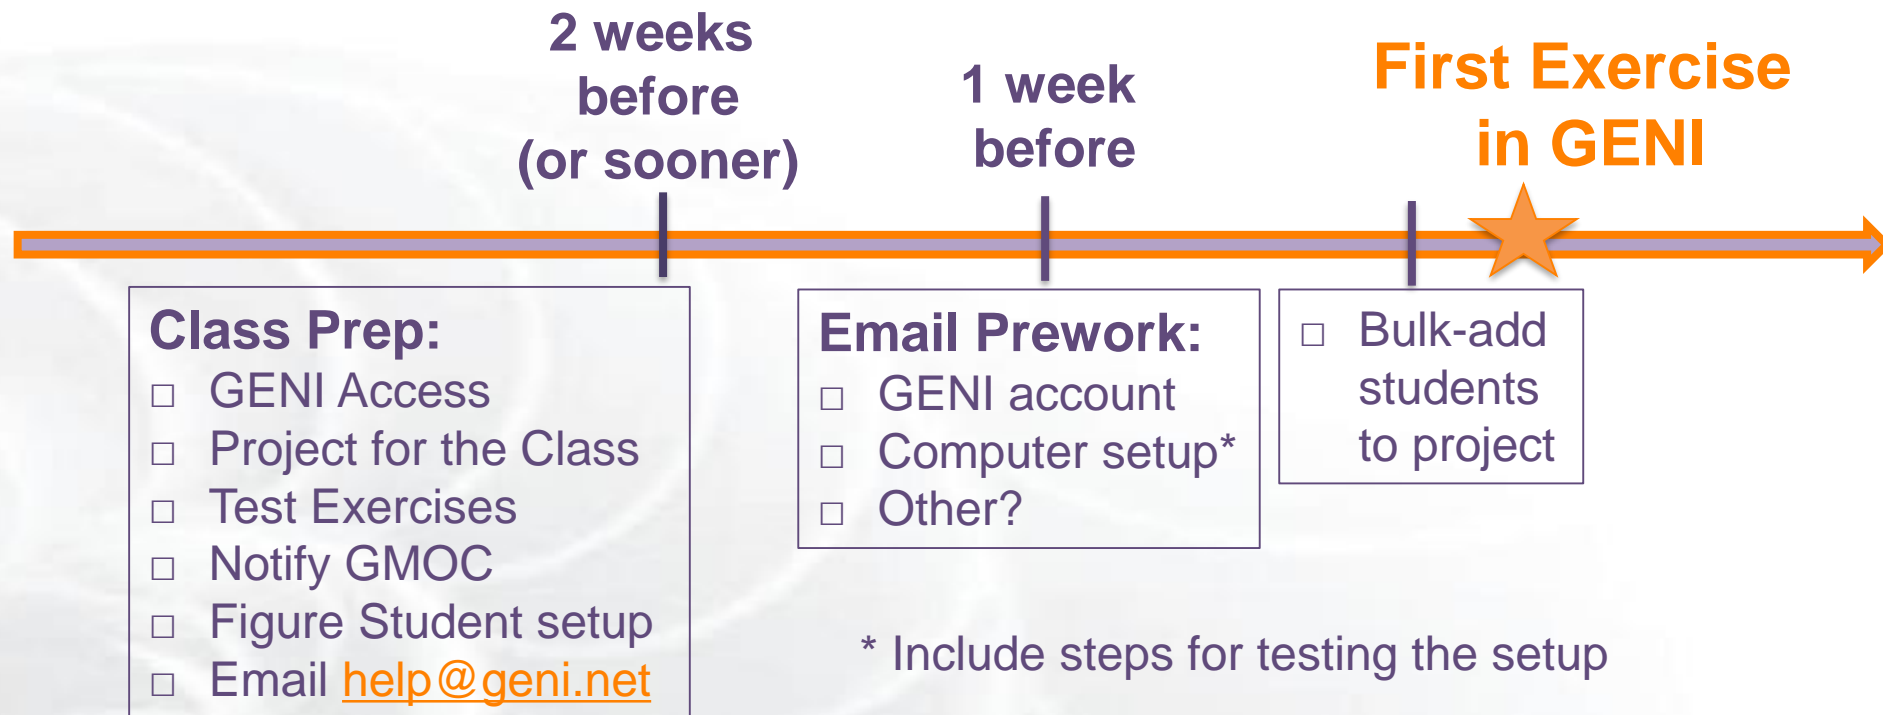 2 weeks
before
(or sooner)
1 week
before
First Exercise
in GENI
Class Prep:
□ GENI Access
□ Project for the Class
□ Test Exercises
□ Notify GMOC
□ Figure Student setup
□ Email help@geni.net
Email Prework:
□ GENI account
□ Computer setup*
□ Other?
□ Bulk-add
students
to project
* Include steps for testing the setup